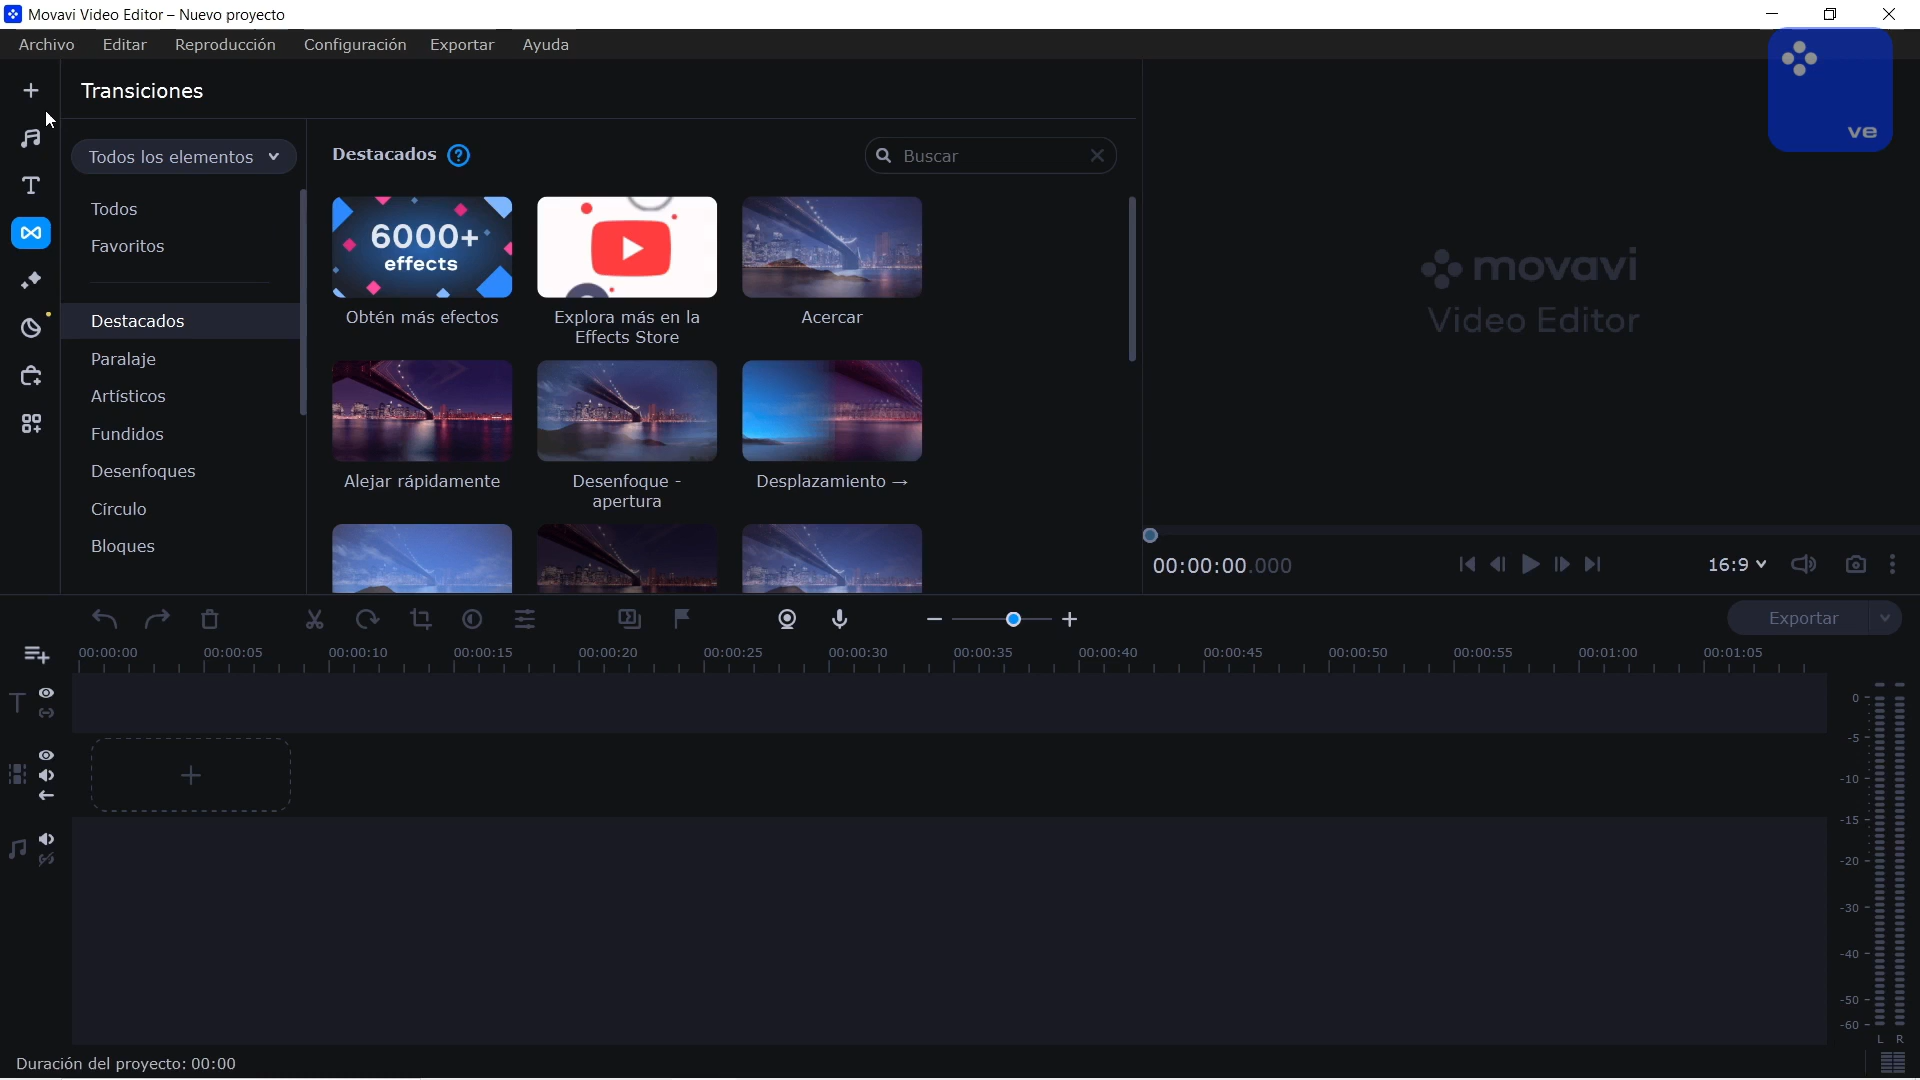 Movavi Video Editor – Nuevo proyecto
Archivo Editar Reproducción Configuración Exportar Ayuda
ve
Transiciones
Todos los elementos
Todos
Favoritos
Destacados
Paralaje
Artísticos
Fundidos
Desenfoques
Círculo
Bloques
Destacados ?
Buscar
6000+
effects
Obtén más efectos
Explora más en la
Effects Store
Acercar
Alejar rápidamente
Desenfoque -
apertura
Desplazamiento →
movavi
Video Editor
00:00:00.000
16:9
Exportar
00:00:00 00:00:05 00:00:10 00:00:15 00:00:20 00:00:25 00:00:30 00:00:35 00:00:40 00:00:45 00:00:50 00:00:55 00:01:00 00:01:05
0
-5
-10
-15
-20
-30
-40
-50
-60
L R
Duración del proyecto: 00:00